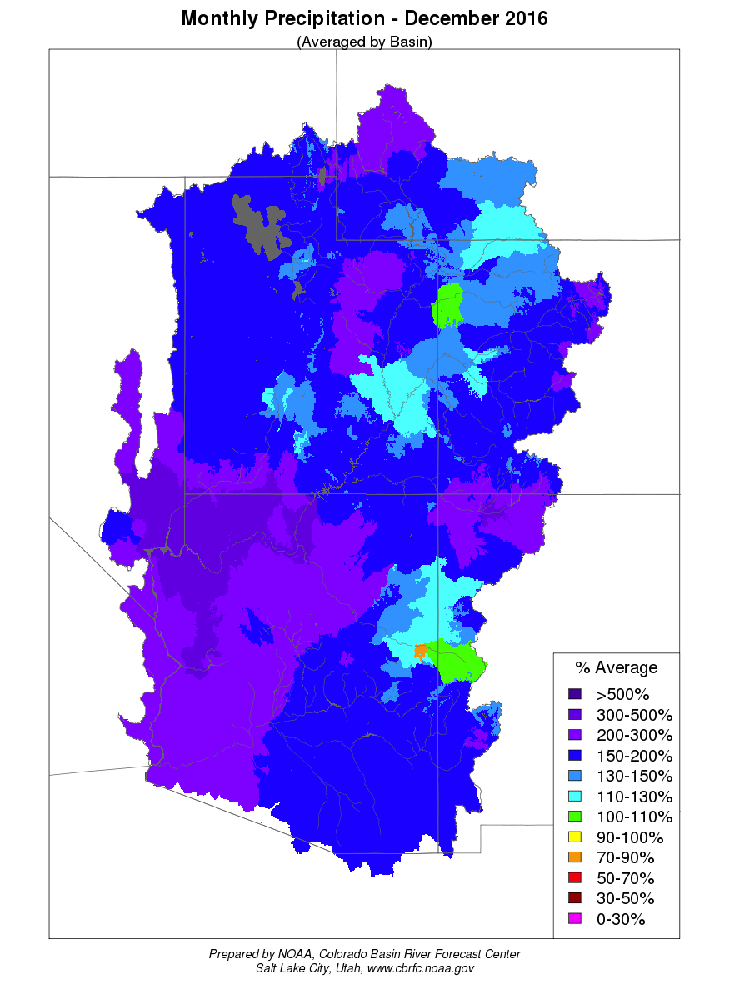 Monthly Precipitation - December 2016
(Averaged by Basin)
% Average
>500%
300-500%
200-300%
150-200%
130-150%
110-130%
100-110%
90-100%
70-90%
50-70%
30-50%
0-30%
Prepared by NOAA, Colorado Basin River Forecast Center
Salt Lake City, Utah, www.cbrfc.noaa.gov